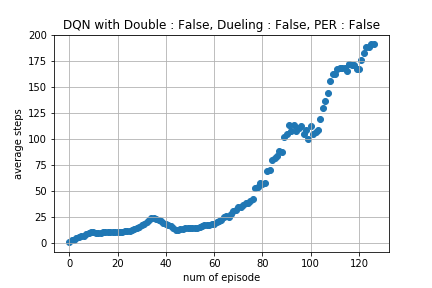 DQN with Double : False, Dueling : False, PER : False
200
175
150
125
100
75
50
25
0
average steps
0 20 40 60 80 100 120
num of episode